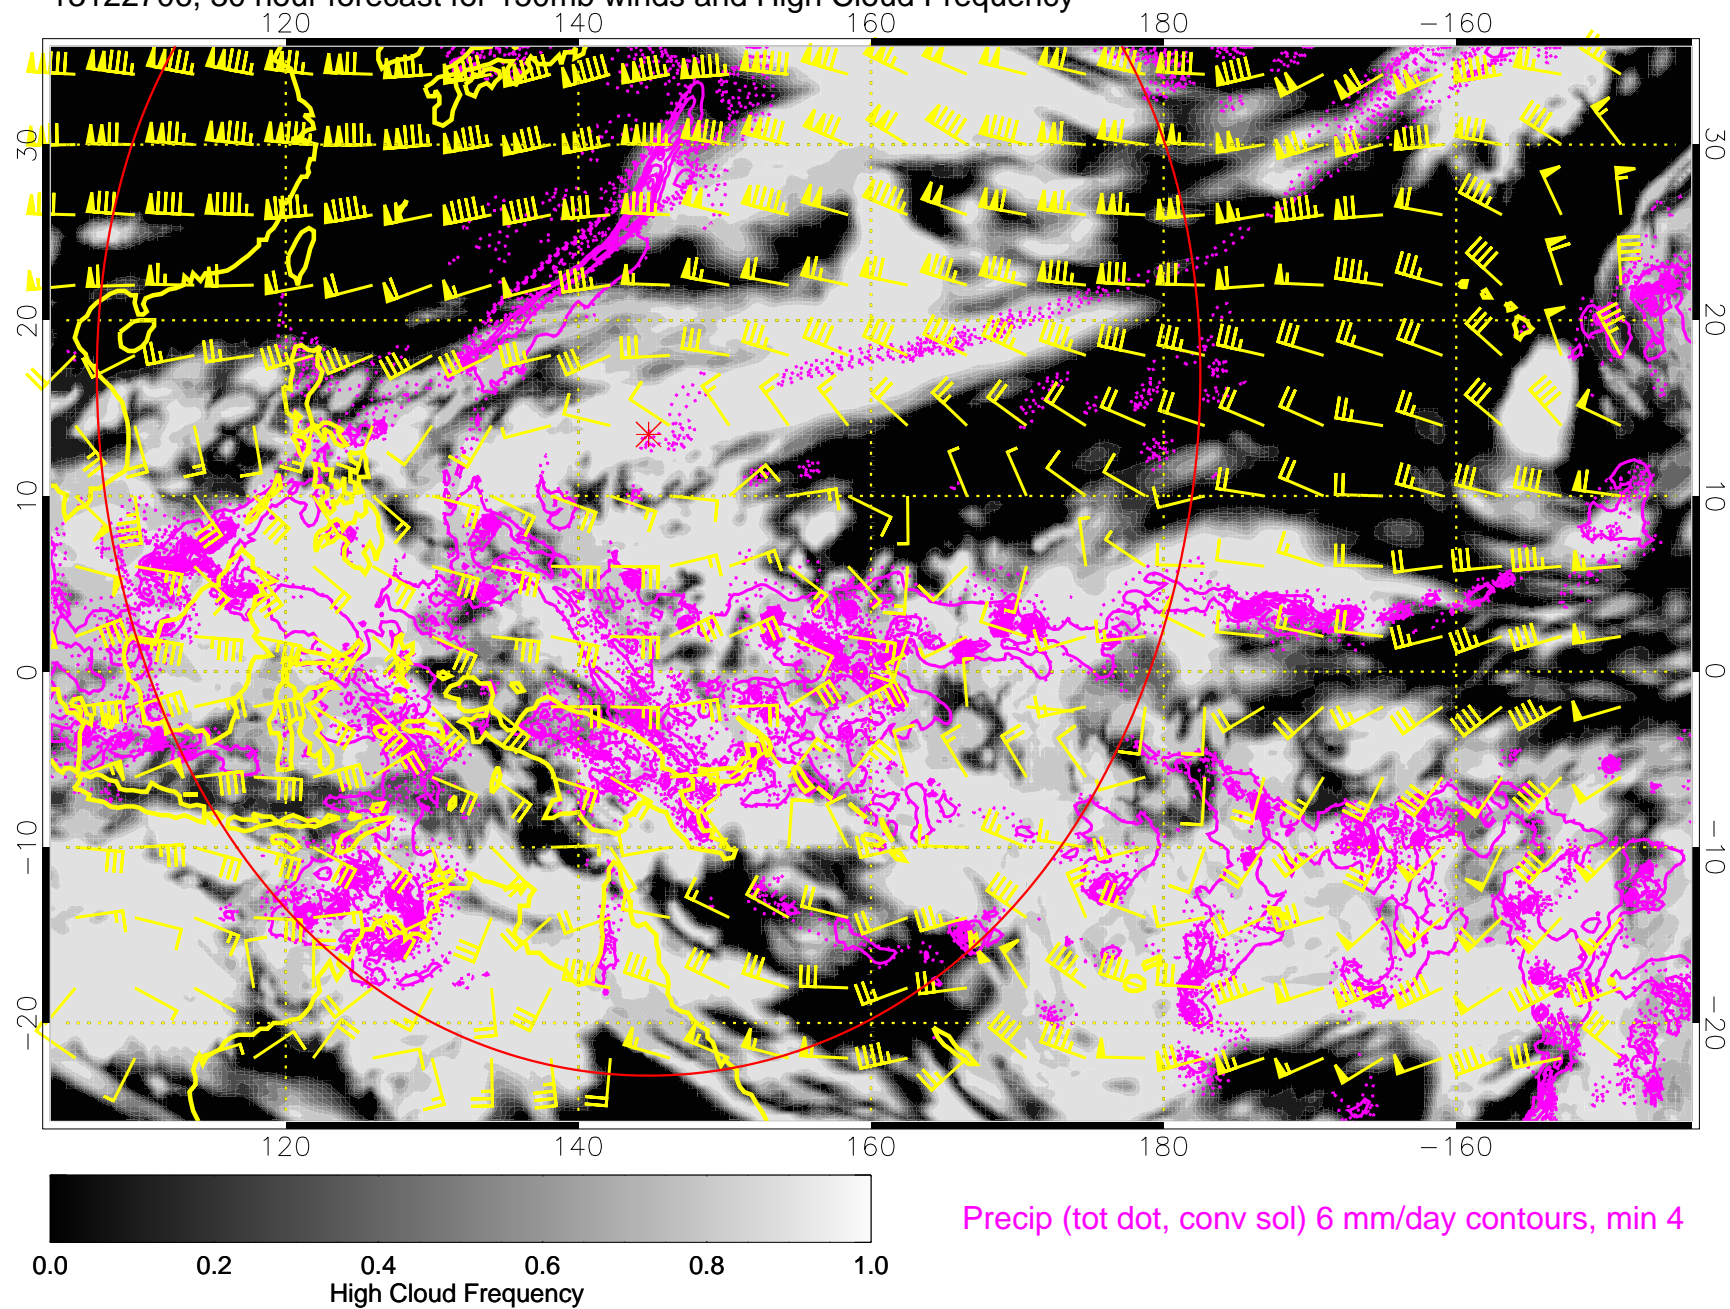 120 140 160 180 −160
30 30
20 20
10 10
0 0
−10 −10
−20 −20
120 140 160 180 −160
Precip (tot dot, conv sol) 6 mm/day contours, min 4
0.0 0.2 0.4 0.6 0.8 1.0
High Cloud Frequency